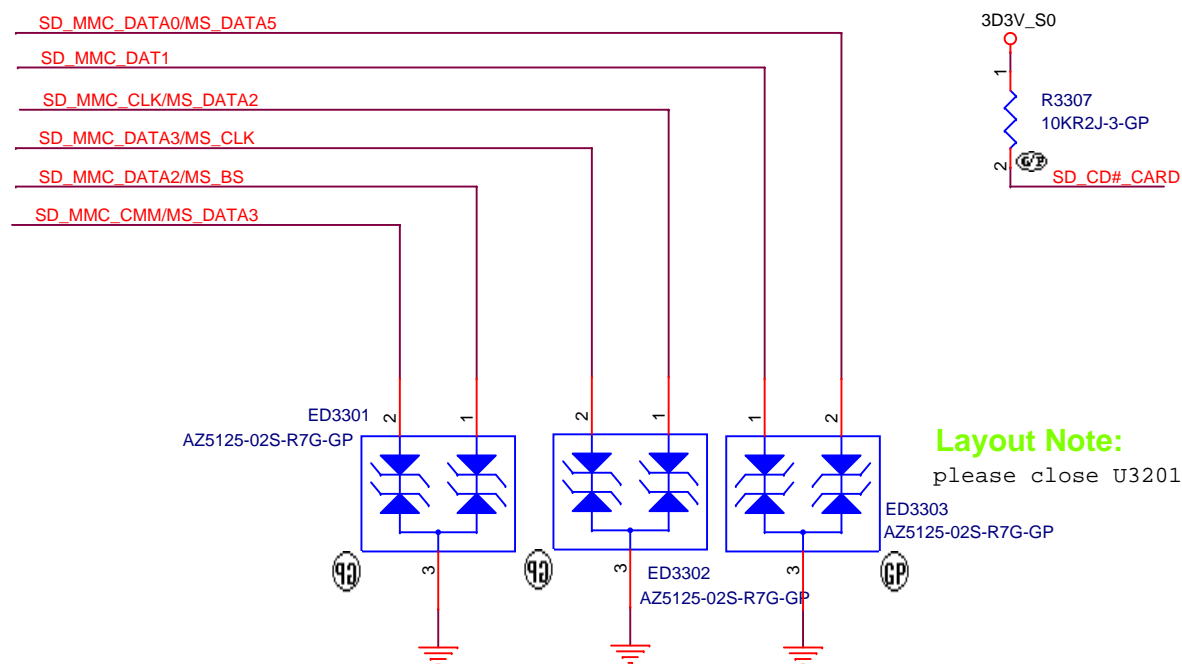 SD_MMC_DATA0/MS_DATA5
SD_MMC_DAT1
SD_MMC_CLK/MS_DATA2
SD_MMC_DATA3/MS_CLK
SD_MMC_DATA2/MS_BS
SD_MMC_CMM/MS_DATA3
3D3V_S0
1
R3307
10KR2J-3-GP
2
G/P
SD_CD#_CARD
ED3301
AZ5125-02S-R7G-GP
2
1
2
1
1
2
Layout Note:
please close U3201
ED3303
AZ5125-02S-R7G-GP
GP
3
GP
3
ED3302
AZ5125-02S-R7G-GP
3
GP